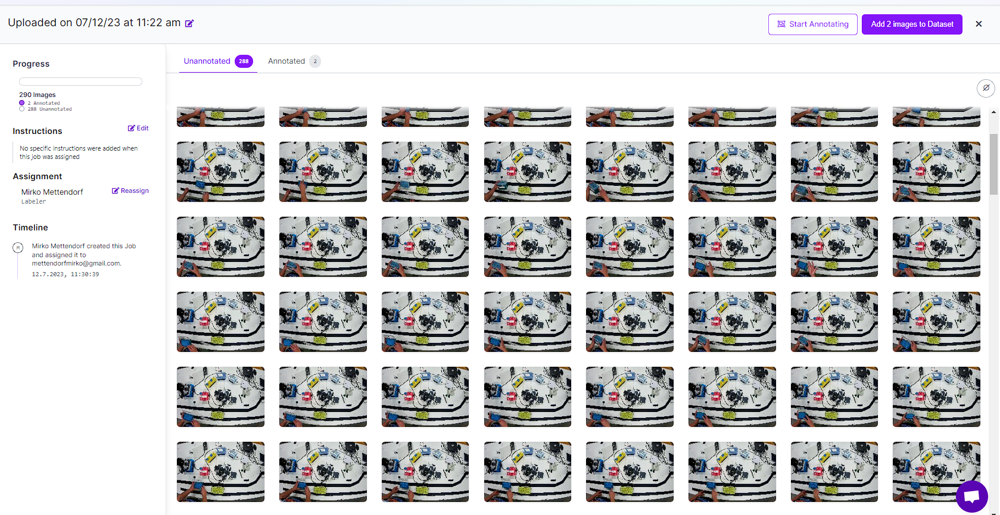 Uploaded on 07/12/23 at 11:22 am
Start Annotating
Add 2 images to Dataset
Progress
290 Images
2 Annotated
288 Unannotated
Instructions
Edit
No specific instructions were added when
this job was assigned
Assignment
Mirko Mettendorf
Reassign
Labeler
Timeline
M
Mirko Mettendorf created this Job
and assigned it to
mettendorfmirko@gmail.com.
12.7.2023, 11:30:39
Unannotated 288
Annotated 2